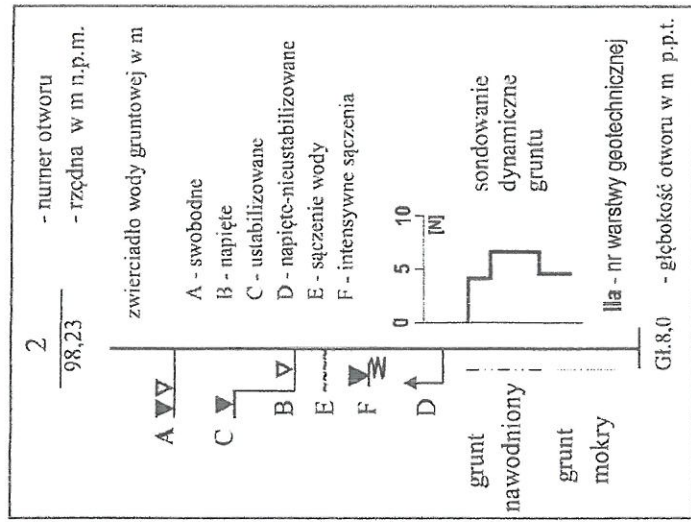 2 - numer otworu
98,23 - rzędna w m n.p.m.
zwierciadło wody gruntowej w m
A
C
B
E
F
D
A - swobodne
B - napięte
C - ustabilizowane
D - napięte-nieustabilizowane
E - sączenie wody
F - intensywne sączenia
0 5 10
[N]
sondowanie
dynamiczne
gruntu
grunt
nawodniony
grunt
mokry
IIa - nr warstwy geotechnicznej
Gł.8,0 - głębokość otworu w m p.p.t.